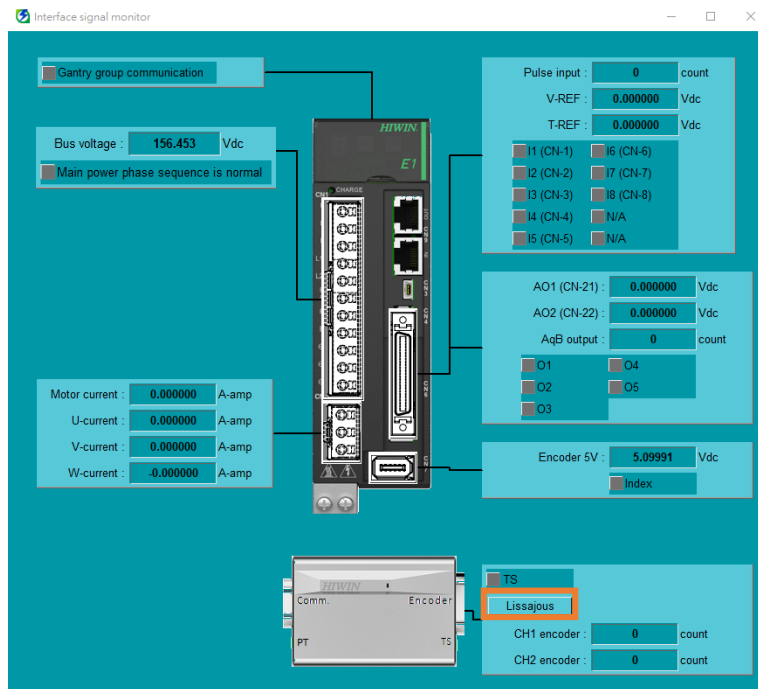 Interface ssignal monitor
Gantry group communication
Bus voltage : 156.453 Vdc
Main power phase sequence is normal
Motor current : 0.000000 A-amp
U-current : 0.000000 A-amp
V-current : 0.000000 A-amp
W-current : -0.000000 A-amp
HIWIN
E1
CN1 CHARGE
L1
L2
OUT
IN
Pulse input : 0 count
V-REF : 0.000000 Vdc
T-REF : 0.000000 Vdc
I1 (CN-1) I6 (CN-6)
I2 (CN-2) I7 (CN-7)
I3 (CN-3) I8 (CN-8)
I4 (CN-4) N/A
I5 (CN-5) N/A
AO1 (CN-21) : 0.000000 Vdc
AO2 (CN-22) : 0.000000 Vdc
AqB output : 0 count
O1 O4
O2 O5
O3
Encoder 5V : 5.09991 Vdc
Index
HIWIN
Comm. Encoder
PT TS
TS
Lissajous
CH1 encoder : 0 count
CH2 encoder : 0 count